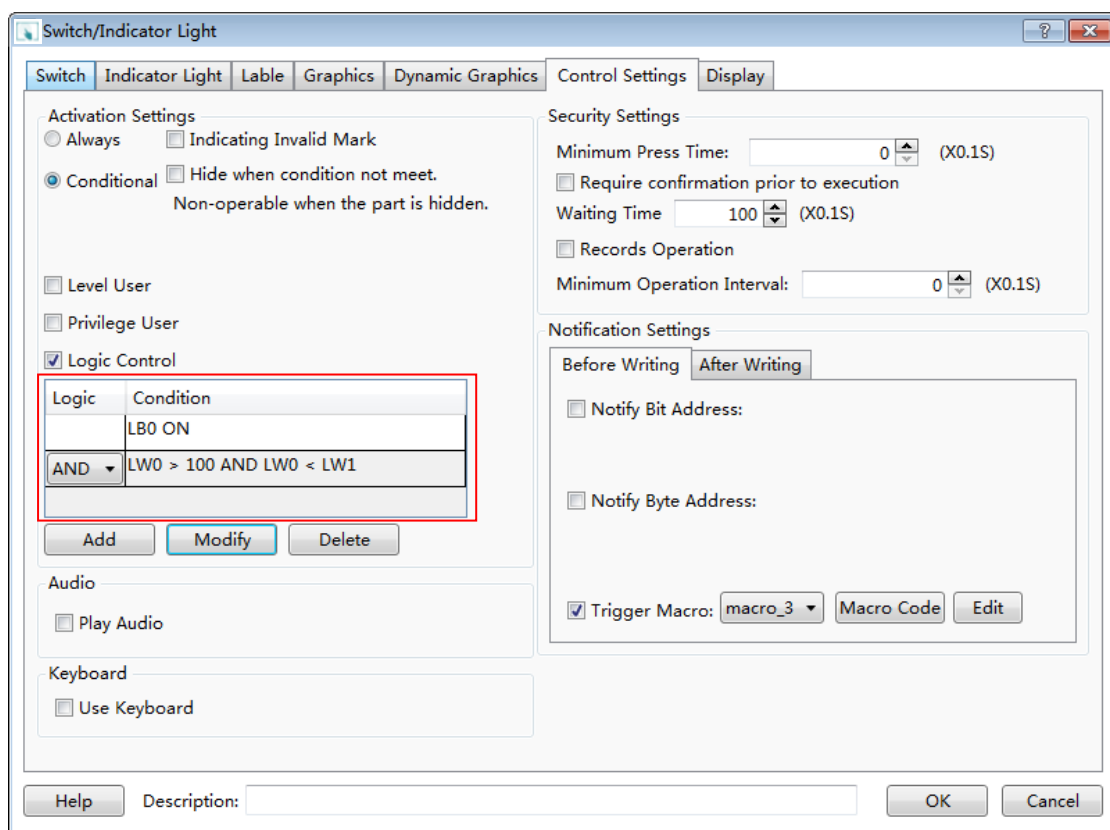 Switch/Indicator Light
Switch Indicator Light Lable Graphics Dynamic Graphics Control Settings Display
Activation Settings
Always Indicating Invalid Mark
Conditional Hide when condition not meet.
Non-operable when the part is hidden.
Level User
Privilege User
Logic Control
Logic Condition
LB0 ON
AND LW0 > 100 AND LW0 < LW1
Add Modify Delete
Audio
Play Audio
Keyboard
Use Keyboard
Security Settings
Minimum Press Time: 0 (X0.1S)
Require confirmation prior to execution
Waiting Time 100 (X0.1S)
Records Operation
Minimum Operation Interval: 0 (X0.1S)
Notification Settings
Before Writing After Writing
Notify Bit Address:
Notify Byte Address:
Trigger Macro: macro_3 Macro Code Edit
Help Description: OK Cancel